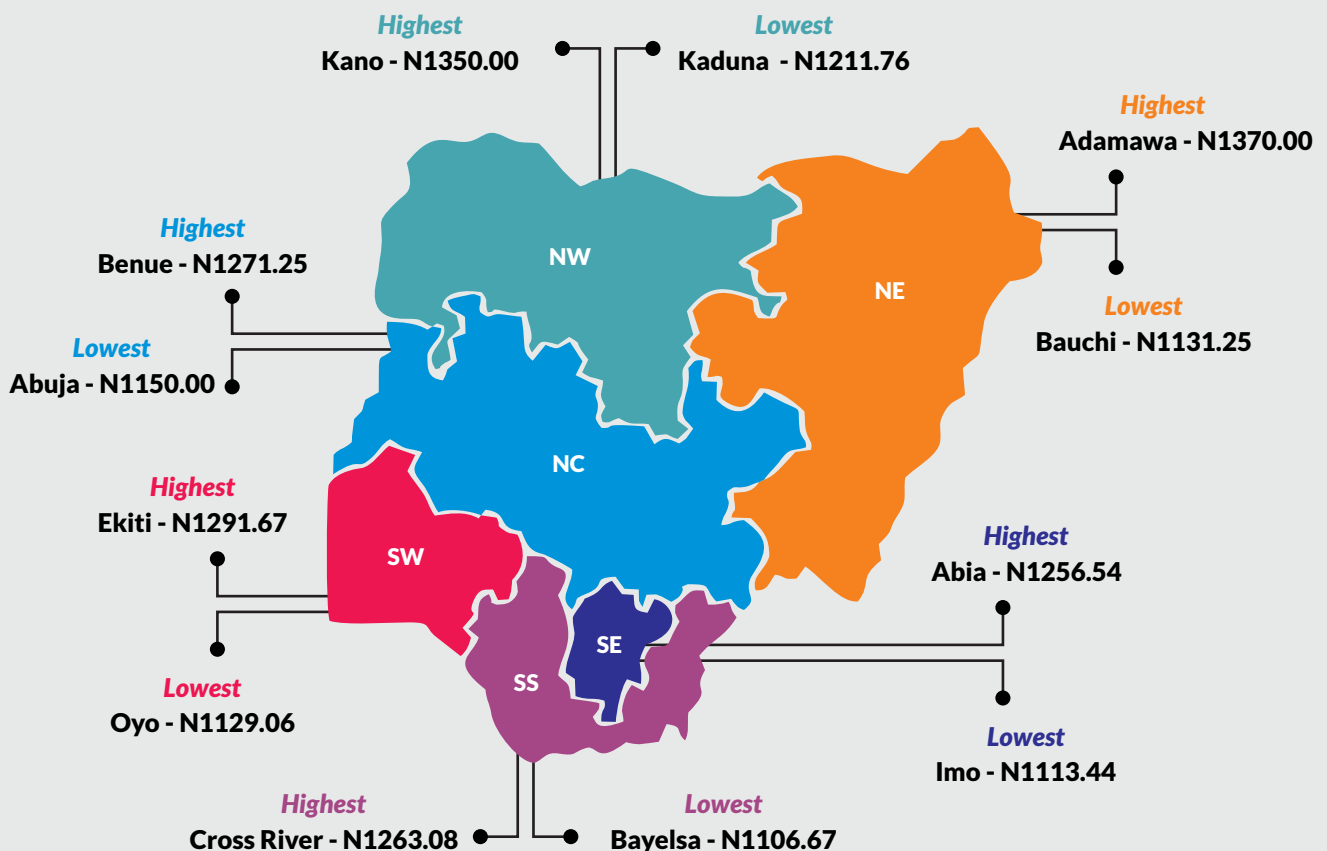 Highest
Kano - N1350.00
Lowest
Kaduna - N1211.76
Highest
Adamawa - N1370.00
Highest
Benue - N1271.25
NW
NE
Lowest
Bauchi - N1131.25
Lowest
Abuja - N1150.00
NC
Highest
Ekiti - N1291.67
SW
Highest
Abia - N1256.54
SE
SS
Lowest
Oyo - N1129.06
Lowest
Imo - N1113.44
Highest
Cross River - N1263.08
Lowest
Bayelsa - N1106.67